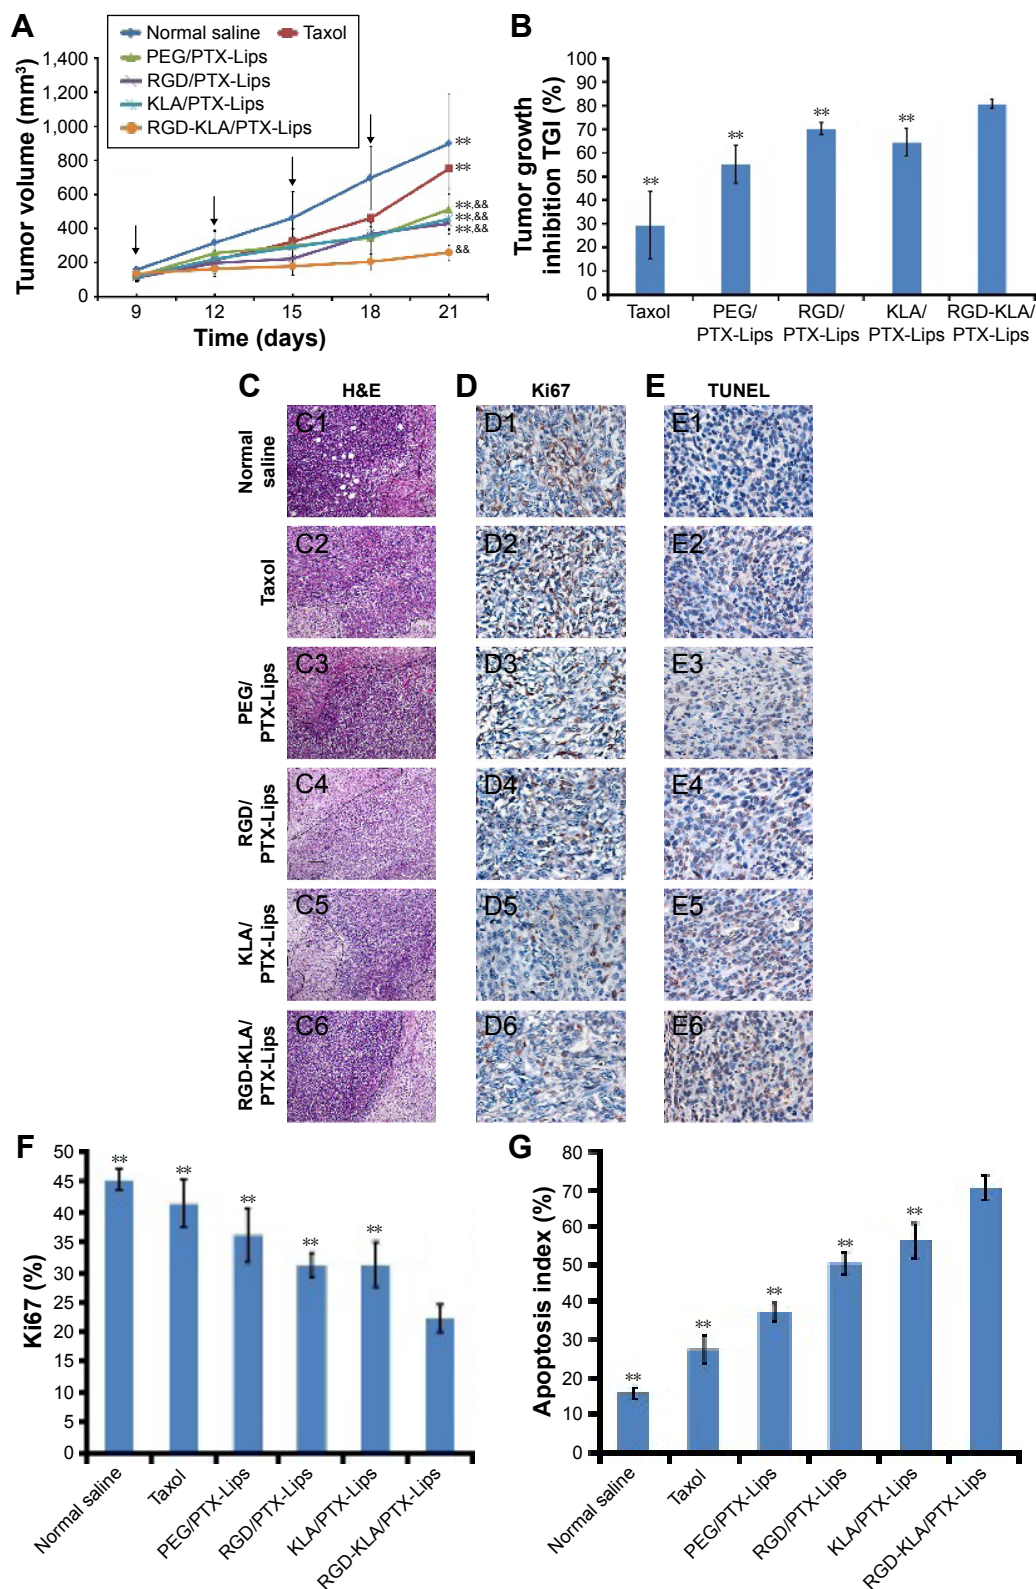 A
Normal saline
Taxol
PEG/PTX-Lips
RGD/PTX-Lips
KLA/PTX-Lips
RGD-KLA/PTX-Lips
Tumor volume (mm³)
1,400
1,200
1,000
800
600
400
200
0
**
**
**,&&
**,&&
**,&&
&&
9
12
15
18
21
Time (days)
B
Tumor growth
inhibition TGI (%)
100
90
80
70
60
50
40
30
20
10
0
**
**
**
**
Taxol
PEG/
PTX-Lips
RGD/
PTX-Lips
KLA/
PTX-Lips
RGD-KLA/
PTX-Lips
C
H&E
D
Ki67
E
TUNEL
Normal
saline
C1
D1
E1
Taxol
C2
D2
E2
PEG/
PTX-Lips
C3
D3
E3
RGD/
PTX-Lips
C4
D4
E4
KLA/
PTX-Lips
C5
D5
E5
RGD-KLA/
PTX-Lips
C6
D6
E6
F
Ki67 (%)
50
45
40
35
30
25
20
15
10
5
0
**
**
**
**
**
Normal saline
Taxol
PEG/PTX-Lips
RGD/PTX-Lips
KLA/PTX-Lips
RGD-KLA/PTX-Lips
G
Apoptosis index (%)
80
70
60
50
40
30
20
10
0
**
**
**
**
**
Normal saline
Taxol
PEG/PTX-Lips
RGD/PTX-Lips
KLA/PTX-Lips
RGD-KLA/PTX-Lips